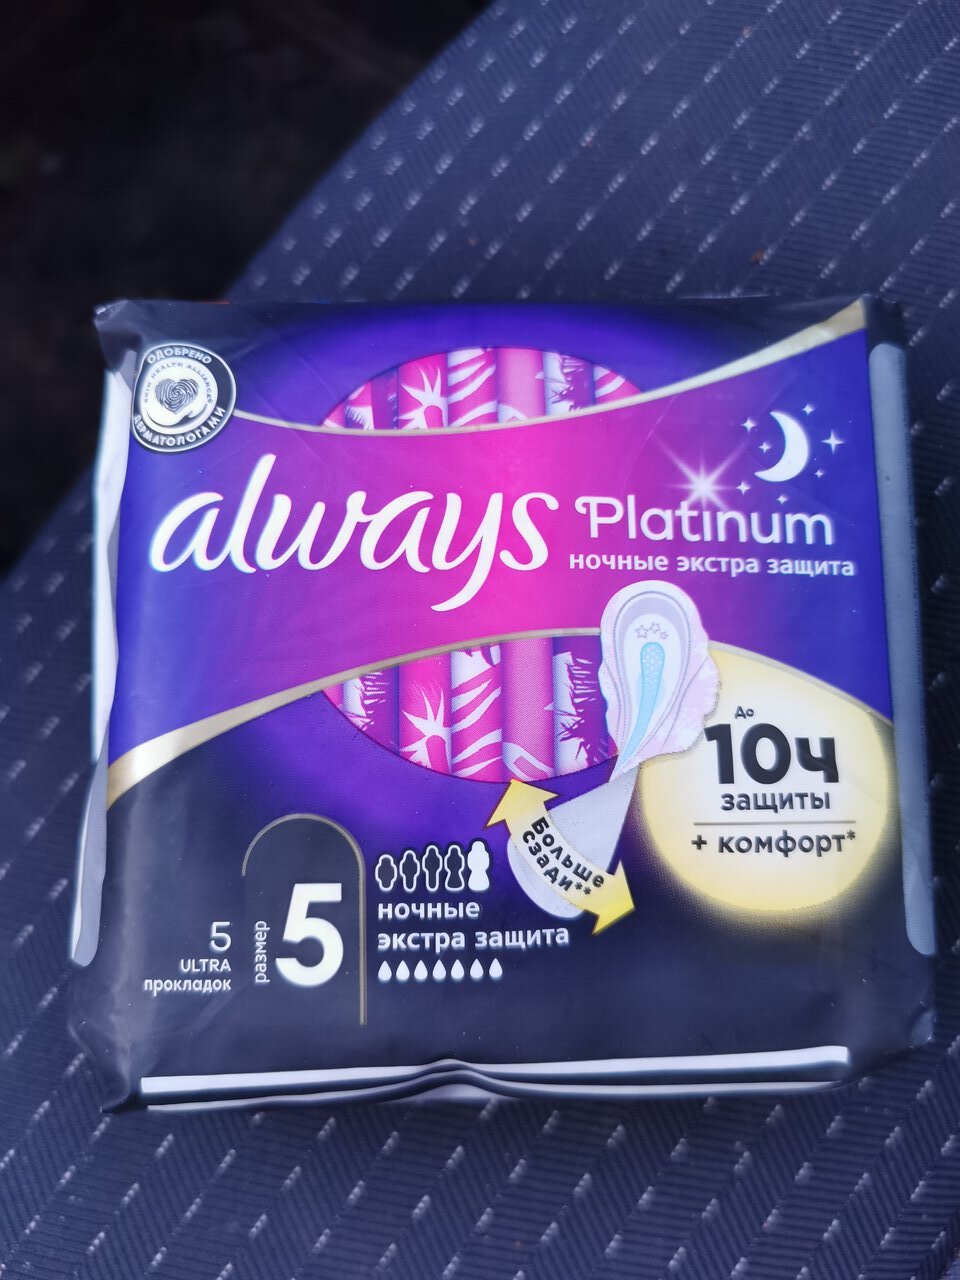 ОДОБРЕНО
SKIN HEALTH ALLIANCE
ДЕРМАТОЛОГАМИ
always
Platinum
ночные экстра защита
До
10ч
защиты
+ комфорт*
Больше
сзади**
5
ULTRA
прокладок
размер
5
ночные
экстра защита